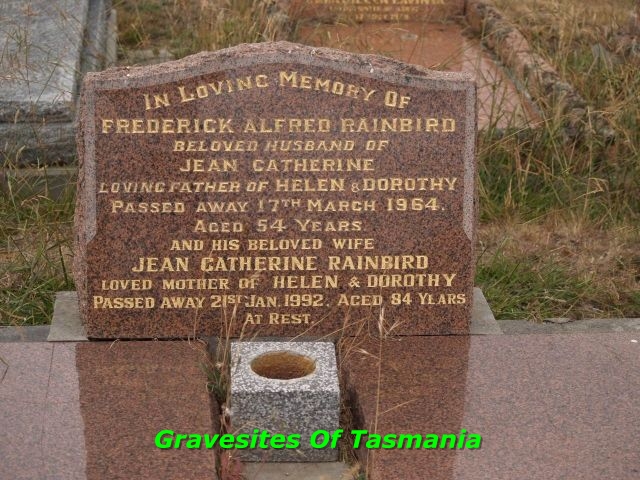 In Loving Memory Of
Frederick Alfred Rainbird
Beloved Husband of
Jean Catherine
Loving Father of Helen & Dorothy
Passed away 17th March 1964.
Aged 54 Years.
and his beloved wife
Jean Catherine Rainbird
Loved Mother of Helen & Dorothy
Passed away 21st Jan. 1992. Aged 84 Years
At Rest.
Gravesites Of Tasmania